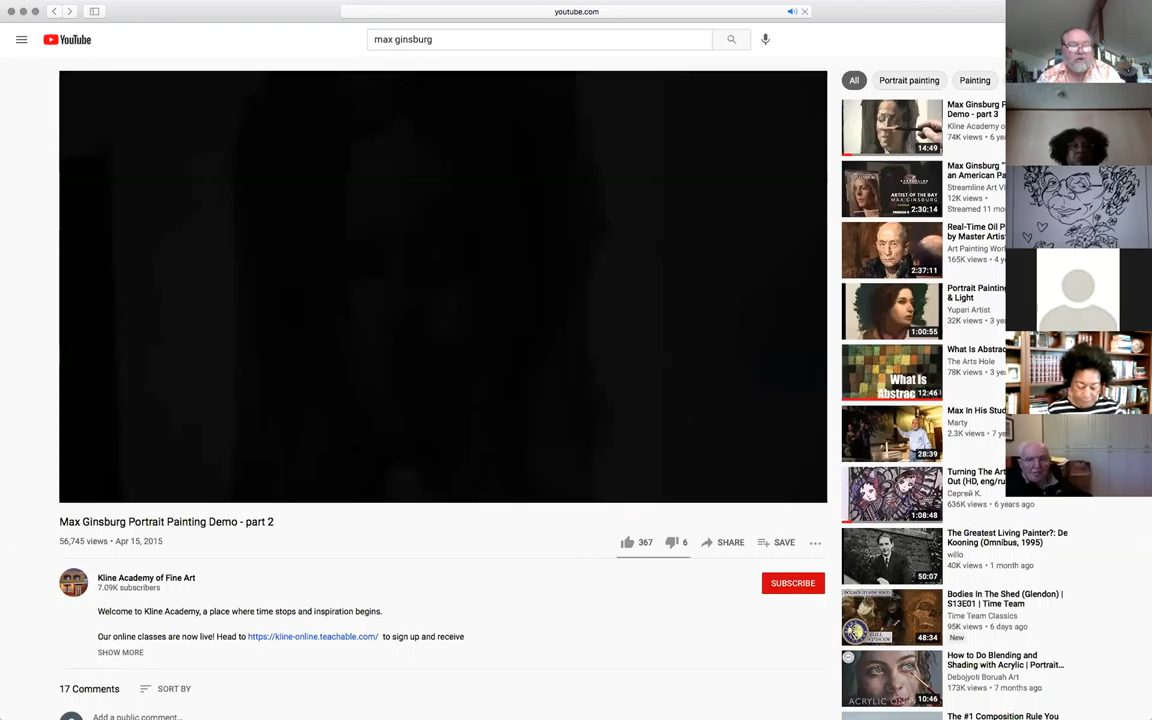 youtube.com
YouTube
max ginsburg
All
Portrait painting
Painting
Max Ginsburg Portrait Painting Demo - part 2
56,745 views • Apr 15, 2015
367
6
SHARE
SAVE
Kline Academy of Fine Art
7.09K subscribers
SUBSCRIBE
Welcome to Kline Academy, a place where time stops and inspiration begins.
Our online classes are now live! Head to https://kline-online.teachable.com/ to sign up and receive
SHOW MORE
17 Comments
SORT BY
Add a public comment...
14:49
Max Ginsburg P
Demo - part 3
Kline Academy o
74K views • 6 ye
ARTIST OF THE DAY
MAX GINSBURG
2:30:14
Max Ginsburg "
an American Pa
Streamline Art Vi
12K views •
Streamed 11 mo
2:37:11
Real-Time Oil P
by Master Artis
Art Painting Wor
165K views • 4 y
1:00:55
Portrait Painting
& Light
Yupari Artist
32K views • 3 ye
What Is
Abstrac
12:46
What Is Abstra
The Arts Hole
78K views • 3 ye
28:39
Max In His Stud
Marty
2.3K views • 7 ye
1:08:48
Turning The Art
Out (HD, eng/ru
Сергей К.
636K views • 6 years ago
50:07
The Greatest Living Painter?: De
Kooning (Omnibus, 1995)
willo
40K views • 1 month ago
48:34
Bodies In The Shed (Glendon) |
S13E01 | Time Team
Time Team Classics
95K views • 6 days ago
New
ACRYLIC ON
10:46
How to Do Blending and
Shading with Acrylic | Portrait...
Debojyoti Boruah Art
173K views • 7 months ago
The #1 Composition Rule You